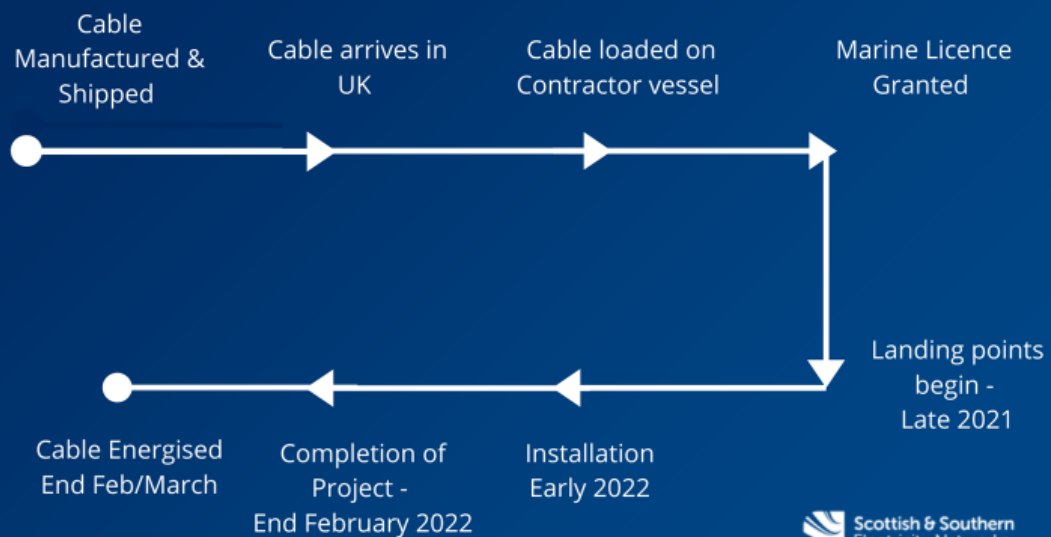 Cable
Manufactured &
Shipped
Cable arrives in
UK
Cable loaded on
Contractor vessel
Marine Licence
Granted
Landing points
begin -
Late 2021
Installation
Early 2022
Completion of
Project -
End February 2022
Cable Energised
End Feb/March
Scottish & Southern